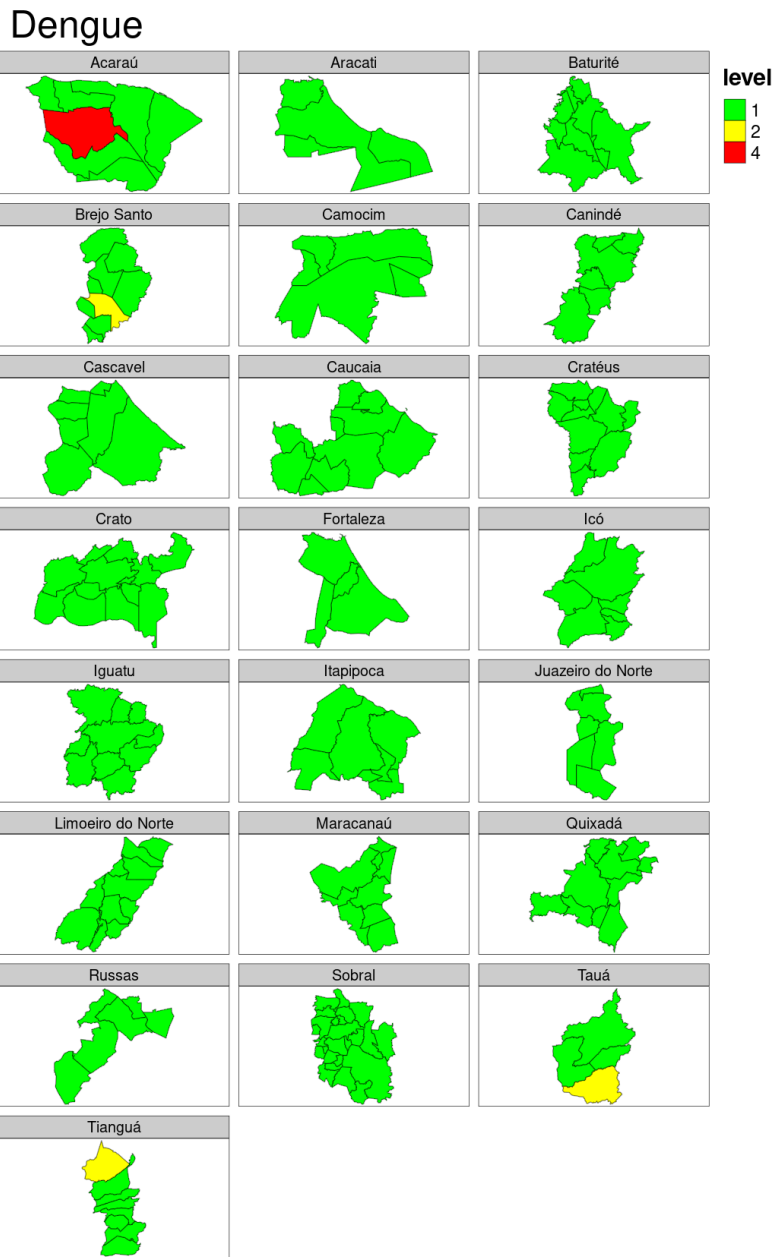 Dengue
Acaraú
Aracati
Baturité
level
1
2
4
Brejo Santo
Camocim
Canindé
Cascavel
Caucaia
Cratéus
Crato
Fortaleza
Icó
Iguatu
Itapipoca
Juazeiro do Norte
Limoeiro do Norte
Maracanaú
Quixadá
Russas
Sobral
Tauá
Tianguá